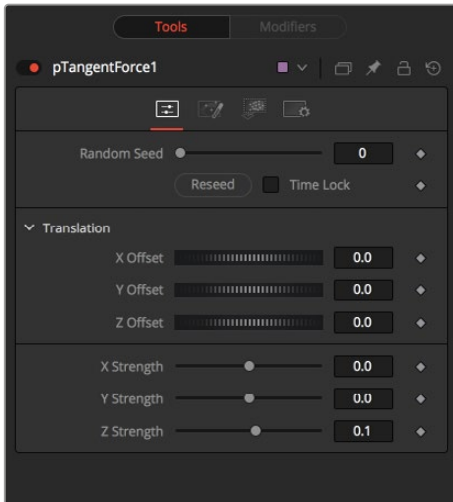 Tools Modifiers
pTangentForce1
Random Seed 0
Reseed Time Lock
Translation
X Offset 0.0
Y Offset 0.0
Z Offset 0.0
X Strength 0.0
Y Strength 0.0
Z Strength 0.1